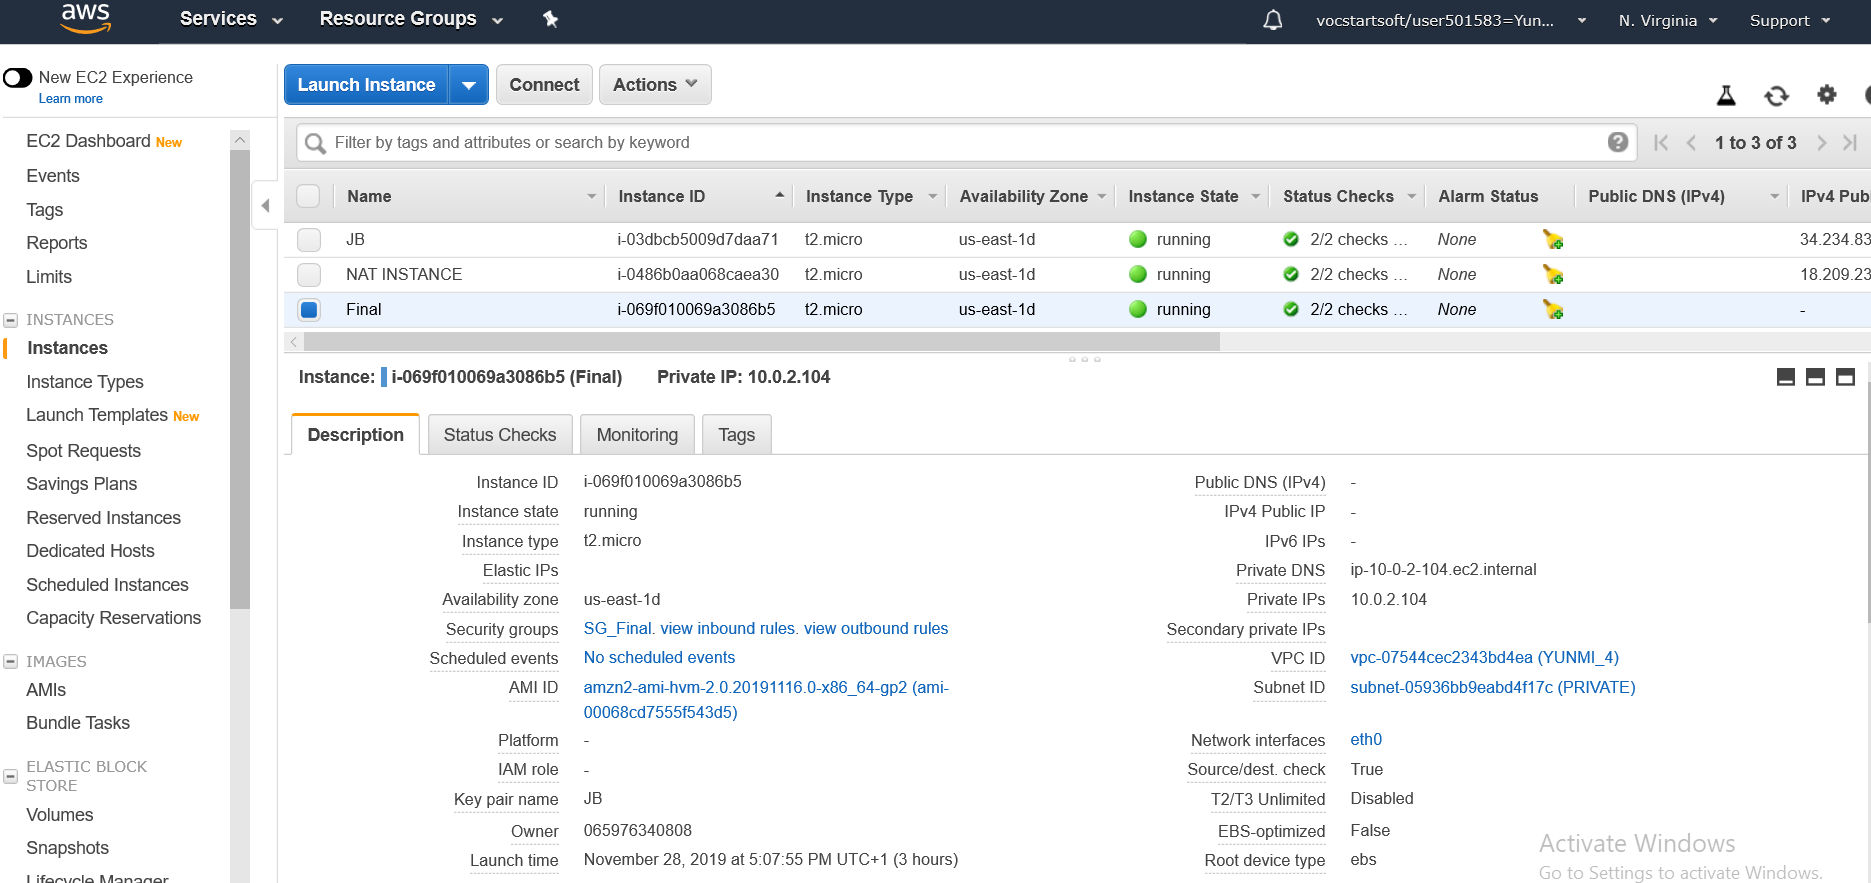 aws
Services
Resource Groups
vocstartsoft/user501583=Yun...
N. Virginia
Support
New EC2 Experience
Learn more
EC2 Dashboard New
Events
Tags
Reports
Limits
INSTANCES
Instances
Instance Types
Launch Templates New
Spot Requests
Savings Plans
Reserved Instances
Dedicated Hosts
Scheduled Instances
Capacity Reservations
IMAGES
AMIs
Bundle Tasks
ELASTIC BLOCK
STORE
Volumes
Snapshots
Lifecycle Manager
Launch Instance
Connect
Actions
Filter by tags and attributes or search by keyword
1 to 3 of 3
Name Instance ID Instance Type Availability Zone Instance State Status Checks Alarm Status Public DNS (IPv4) IPv4 Pub
JB i-03dbcb5009d7daa71 t2.micro us-east-1d running 2/2 checks ... None 34.234.83
NAT INSTANCE i-0486b0aa068caea30 t2.micro us-east-1d running 2/2 checks ... None 18.209.23
Final i-069f010069a3086b5 t2.micro us-east-1d running 2/2 checks ... None -
Instance: i-069f010069a3086b5 (Final) Private IP: 10.0.2.104
Description Status Checks Monitoring Tags
Instance ID i-069f010069a3086b5
Instance state running
Instance type t2.micro
Elastic IPs
Availability zone us-east-1d
Security groups SG_Final. view inbound rules. view outbound rules
Scheduled events No scheduled events
AMI ID amzn2-ami-hvm-2.0.20191116.0-x86_64-gp2 (ami-
00068cd7555f543d5)
Platform -
IAM role -
Key pair name JB
Owner 065976340808
Launch time November 28, 2019 at 5:07:55 PM UTC+1 (3 hours)
Public DNS (IPv4) -
IPv4 Public IP -
IPv6 IPs -
Private DNS ip-10-0-2-104.ec2.internal
Private IPs 10.0.2.104
Secondary private IPs
VPC ID vpc-07544cec2343bd4ea (YUNMI_4)
Subnet ID subnet-05936bb9eabd4f17c (PRIVATE)
Network interfaces eth0
Source/dest. check True
T2/T3 Unlimited Disabled
EBS-optimized False
Root device type ebs
Activate Windows
Go to Settings to activate Windows.